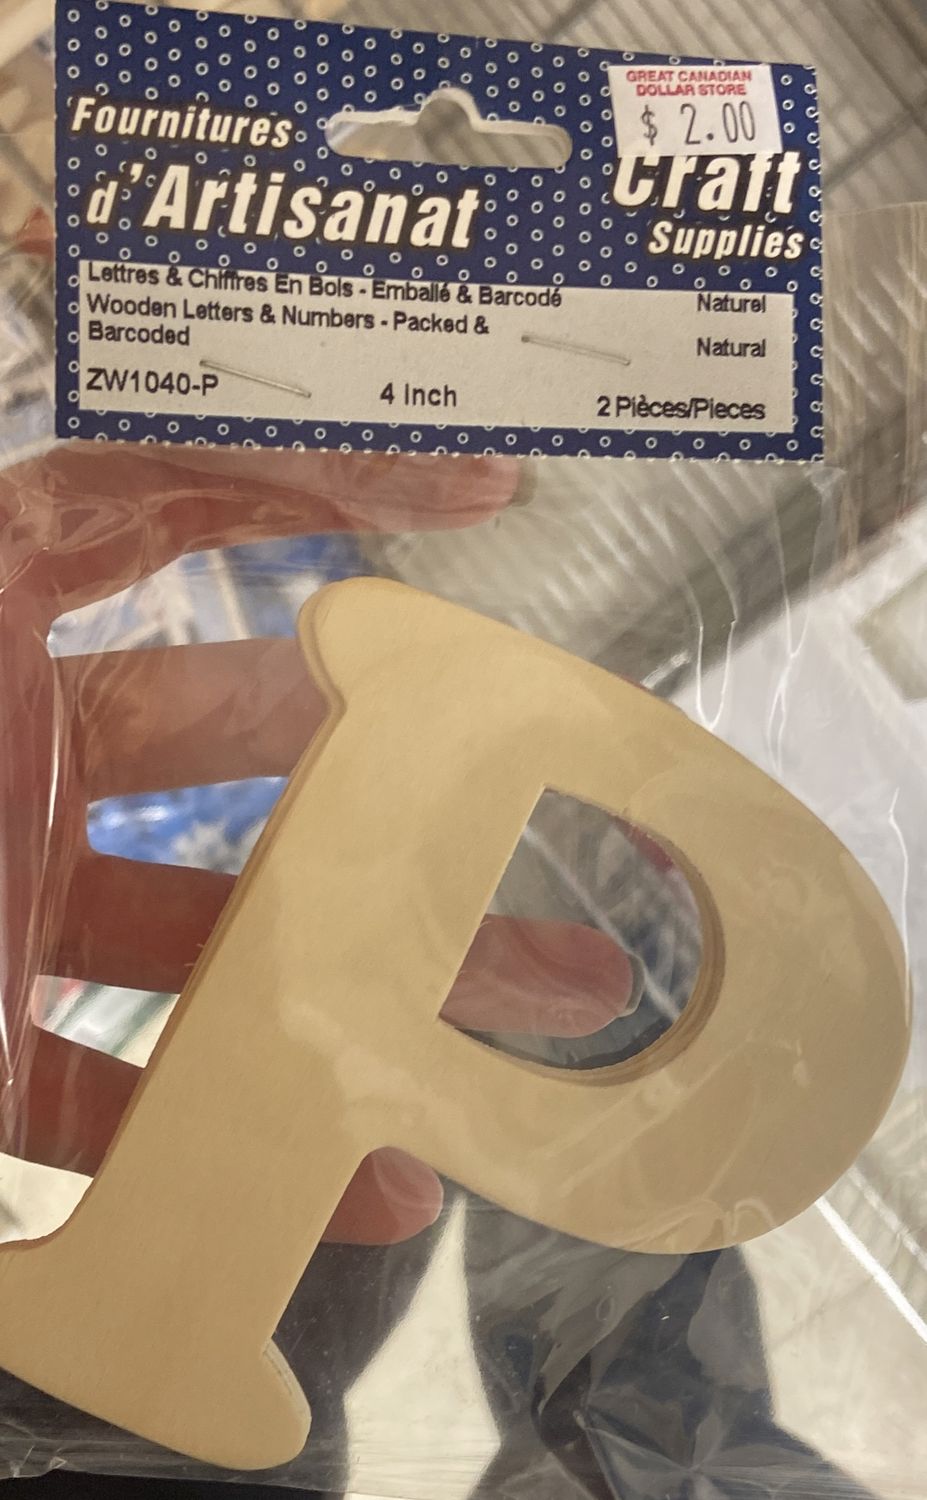 GREAT CANADIAN
DOLLAR STORE
$ 2.00
Fournitures
d'Artisanat
Craft
Supplies
Lettres & Chiffres En Bois - Emballé & Barcodé
Naturel
Wooden Letters & Numbers - Packed &
Barcoded
Natural
ZW1040-P
4 Inch
2 Pièces/Pieces
P